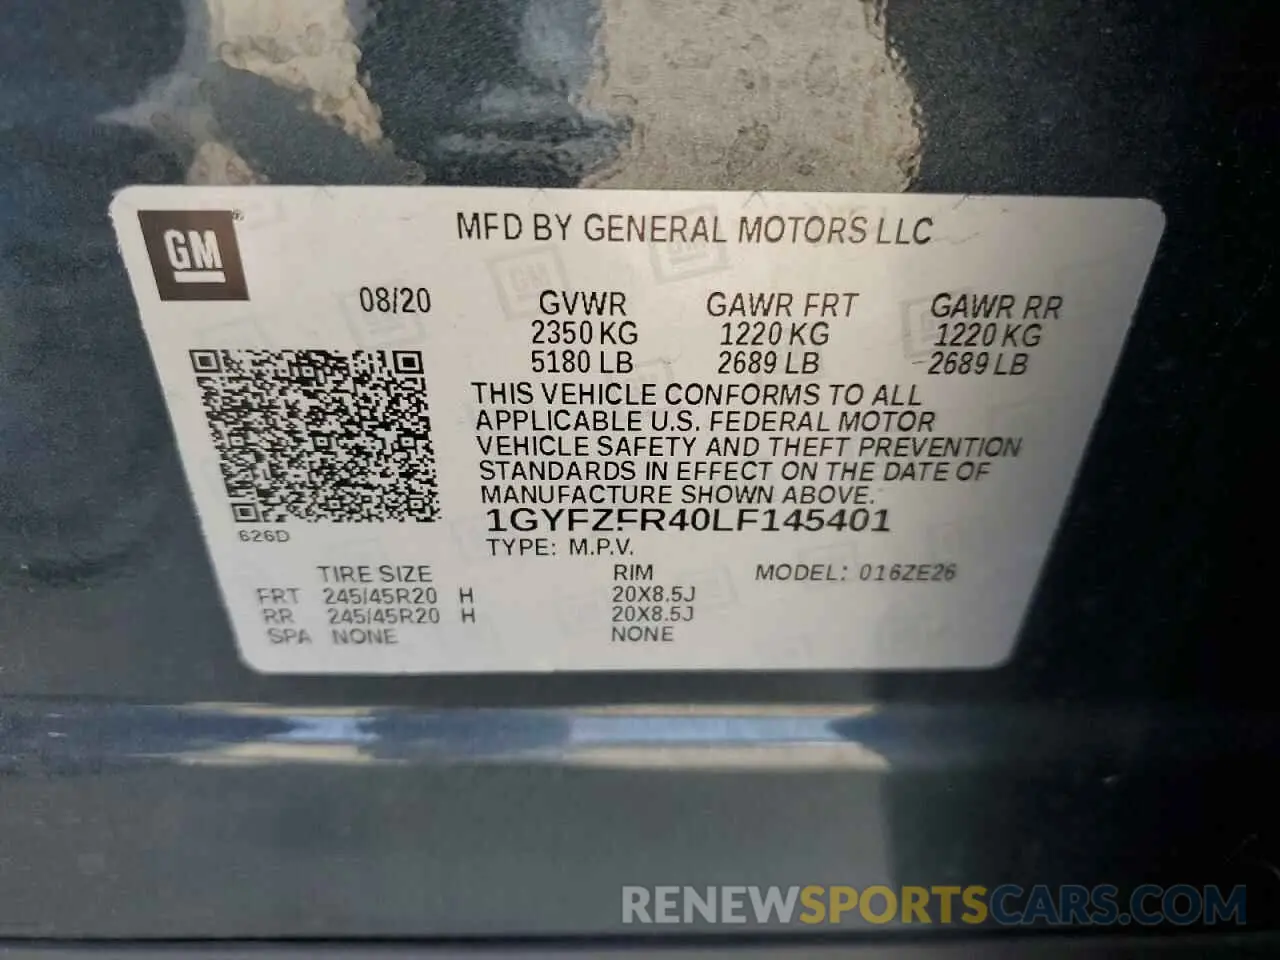 GM®
MFD BY GENERAL MOTORS LLC
08/20
GVWR GAWR FRT GAWR RR
2350 KG 1220 KG 1220 KG
5180 LB 2689 LB 2689 LB
THIS VEHICLE CONFORMS TO ALL
APPLICABLE U.S. FEDERAL MOTOR
VEHICLE SAFETY AND THEFT PREVENTION
STANDARDS IN EFFECT ON THE DATE OF
MANUFACTURE SHOWN ABOVE.
1GYFZFR40LF145401
626D
TYPE: M.P.V.
TIRE SIZE RIM MODEL: 016ZE26
FRT 245/45R20 H 20X8.5J
RR 245/45R20 H 20X8.5J
SPA NONE NONE
RENEWSPORTSCARS.COM